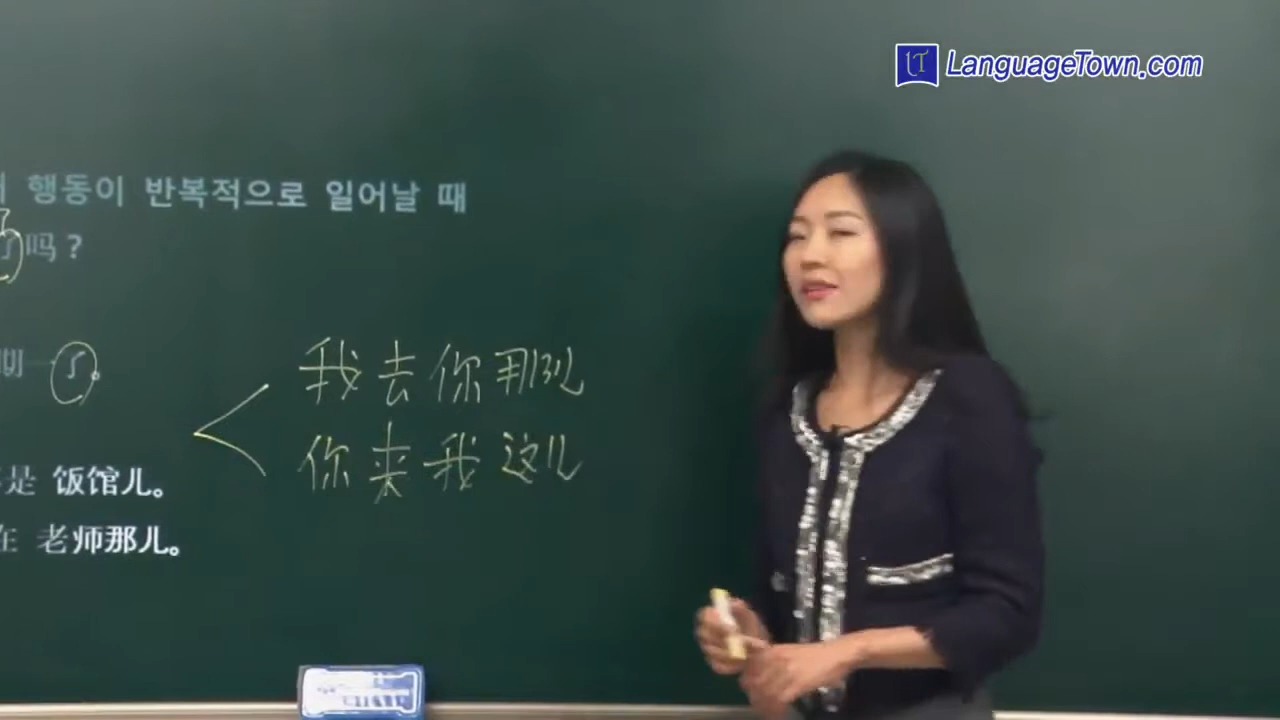 LanguageTown.com
행동이 반복적으로 일어날 때
吗?
期
我去你那儿
你来我这儿
是 饭馆儿。
在 老师那儿。